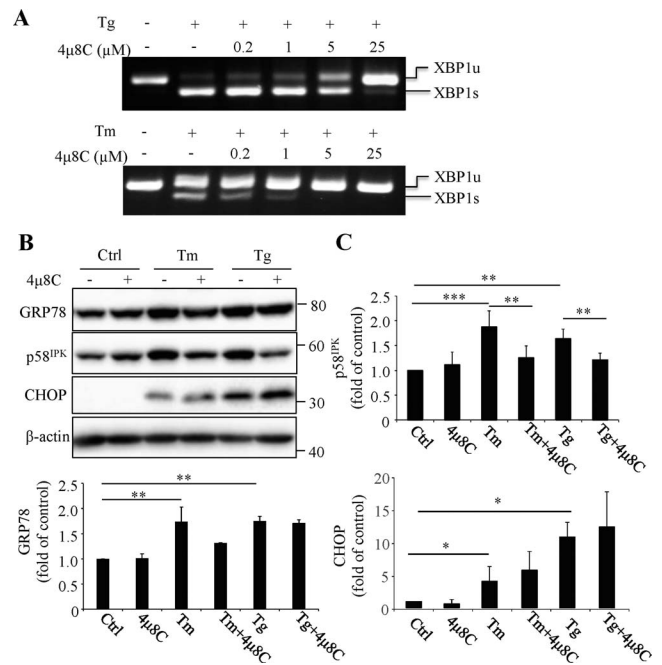 A
Tg - + + + + +
4μ8C (μM) - - 0.2 1 5 25
XBP1u
XBP1s
Tm - + + + + +
4μ8C (μM) - - 0.2 1 5 25
XBP1u
XBP1s
B
Ctrl Tm Tg
4μ8C - + - + - +
GRP78 80
p58IPK 60
CHOP 30
β-actin 40
GRP78
(fold of control)
2.5
2.0
1.5
1.0
0.5
0
** 
**
Ctrl 4μ8C Tm Tm+4μ8C Tg Tg+4μ8C
C
p58IPK
(fold of control)
2.5
2.0
1.5
1.0
0.5
0
**
*** ** **
Ctrl 4μ8C Tm Tm+4μ8C Tg Tg+4μ8C
CHOP
(fold of control)
20
15
10
5
0
*
*
Ctrl 4μ8C Tm Tm+4μ8C Tg Tg+4μ8C